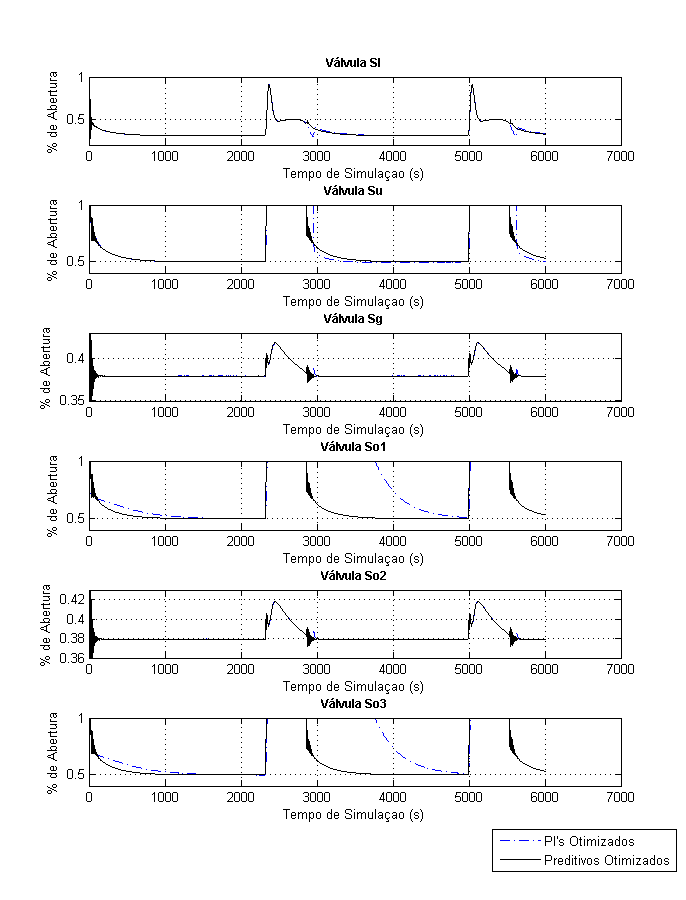 Válvula Sl
1
0.5
% de Abertura
0 1000 2000 3000 4000 5000 6000 7000
Tempo de Simulaçao (s)
Válvula Su
1
0.5
% de Abertura
0 1000 2000 3000 4000 5000 6000 7000
Tempo de Simulaçao (s)
Válvula Sg
0.4
0.35
% de Abertura
0 1000 2000 3000 4000 5000 6000 7000
Tempo de Simulaçao (s)
Válvula So1
1
0.5
% de Abertura
0 1000 2000 3000 4000 5000 6000 7000
Tempo de Simulaçao (s)
Válvula So2
0.42
0.4
0.38
0.36
% de Abertura
0 1000 2000 3000 4000 5000 6000 7000
Tempo de Simulaçao (s)
Válvula So3
1
0.5
% de Abertura
0 1000 2000 3000 4000 5000 6000 7000
Tempo de Simulaçao (s)
PI's Otimizados
Preditivos Otimizados